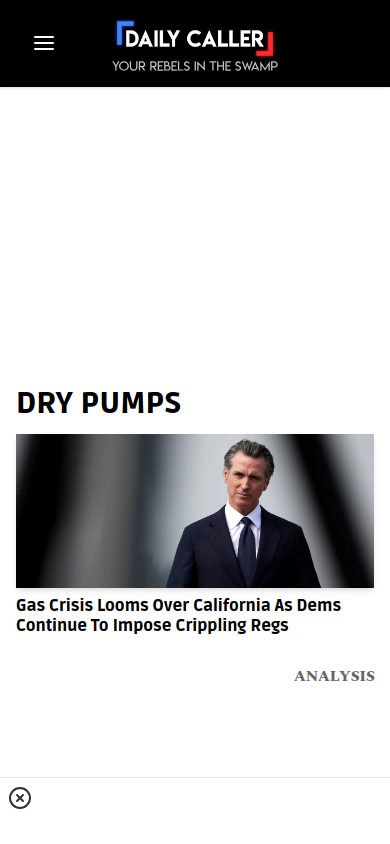 DAILY CALLER
YOUR REBELS IN THE SWAMP
DRY PUMPS
Gas Crisis Looms Over California As Dems
Continue To Impose Crippling Regs
ANALYSIS